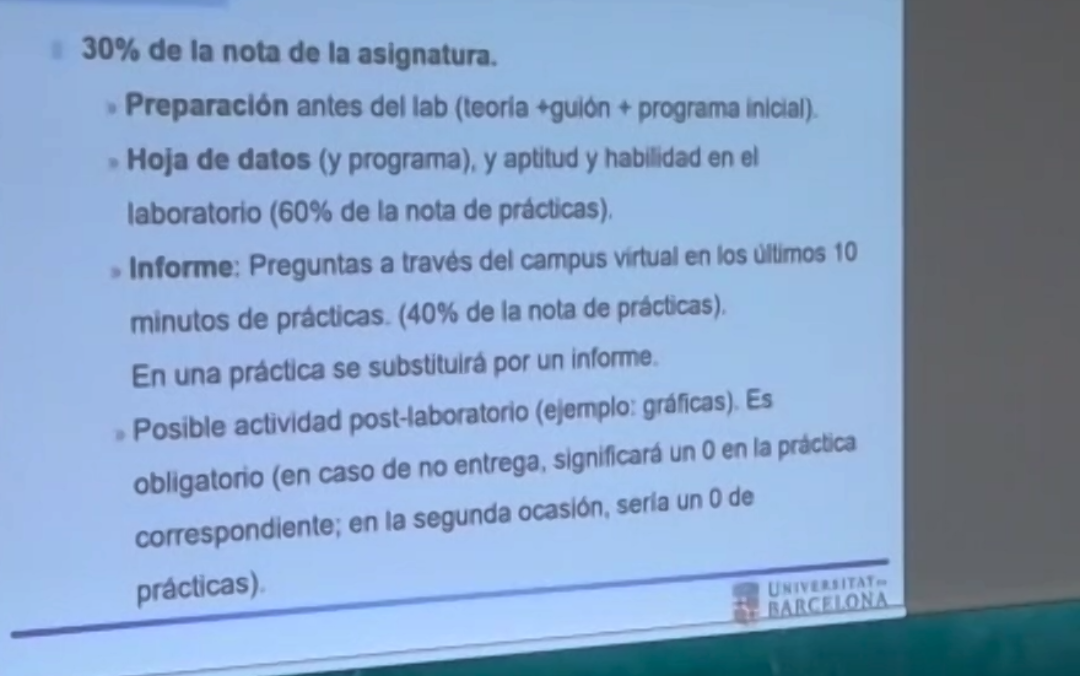 30% de la nota de la asignatura.
» Preparación antes del lab (teoría +guión + programa inicial).
» Hoja de datos (y programa), y aptitud y habilidad en el
laboratorio (60% de la nota de prácticas).
» Informe: Preguntas a través del campus virtual en los últimos 10
minutos de prácticas. (40% de la nota de prácticas).
En una práctica se substituirá por un informe.
» Posible actividad post-laboratorio (ejemplo: gráficas). Es
obligatorio (en caso de no entrega, significará un 0 en la práctica
correspondiente; en la segunda ocasión, sería un 0 de
prácticas).
UNIVERSITAT DE
BARCELONA